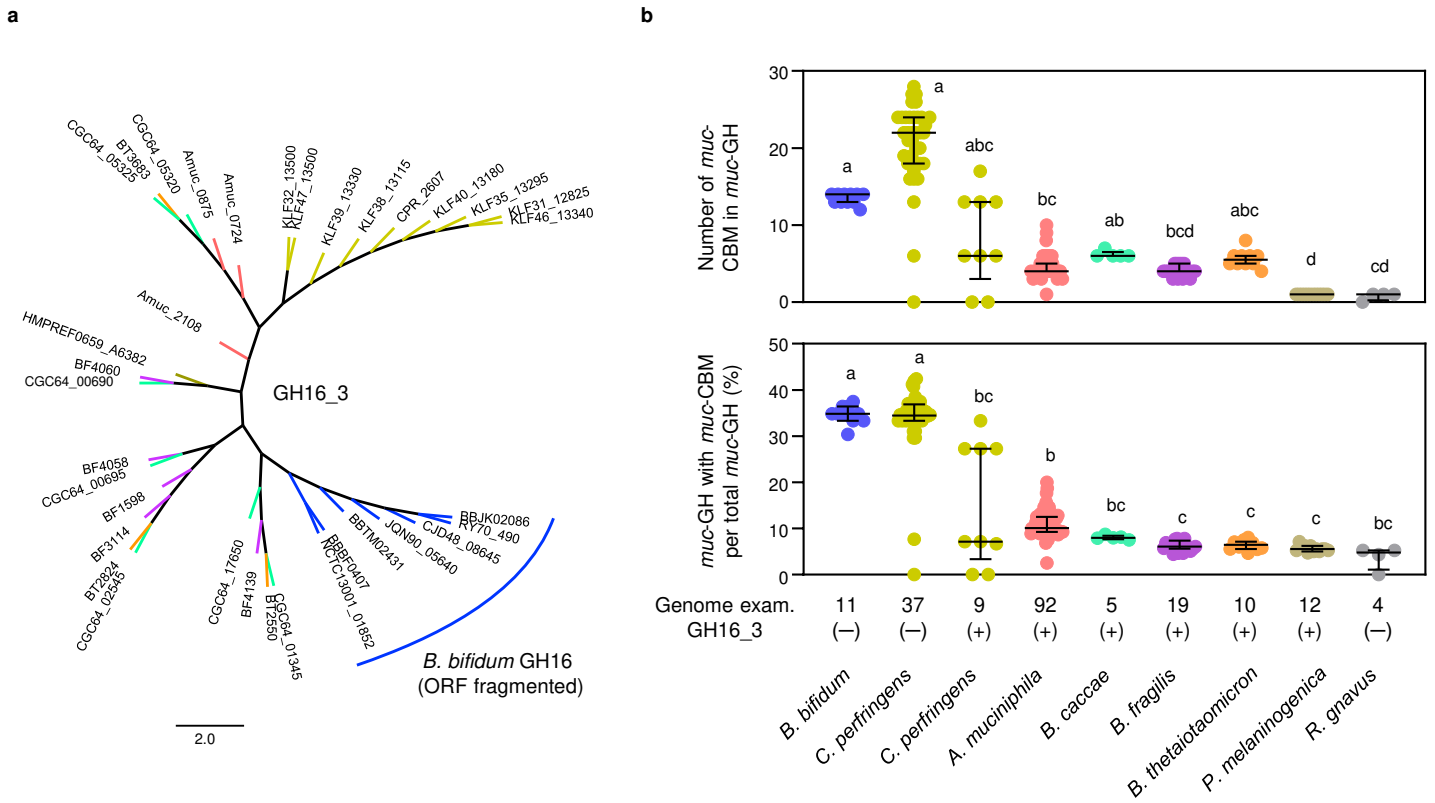 a
CGC64_05325
BT3683
CGC64_05320
Amuc_0875
Amuc_0724
KLF32_13500
KLF47_13500
KLF39_13330
KLF38_13115
CPR_2607
KLF40_13180
KLF35_13295
KLF31_12825
KLF46_13340
Amuc_2108
HMPREF0659_A6382
BF4060
CGC64_00690
GH16_3
BF4058
CGC64_00695
BF1598
BF3114
BT2824
CGC64_02545
CGC64_17650
BF4139
BT2550
CGC64_01345
NCTC13001_01852
BBBF0407
BBTM02431
JQN90_05640
CJD48_08645
RY70_490
BBJK02086
B. bifidum GH16
(ORF fragmented)
2.0
b
Number of muc-
CBM in muc-GH
30
20
10
0
a
a
abc
bc
ab
bcd
abc
d
cd
muc-GH with muc-CBM
per total muc-GH (%)
50
40
30
20
10
0
a
a
bc
b
bc
c
c
c
bc
Genome exam. 11 37 9 92 5 19 10 12 4
GH16_3 (−) (−) (+) (+) (+) (+) (+) (+) (−)
B. bifidum
C. perfringens
C. perfringens
A. muciniphila
B. caccae
B. fragilis
B. thetaiotaomicron
P. melaninogenica
R. gnavus